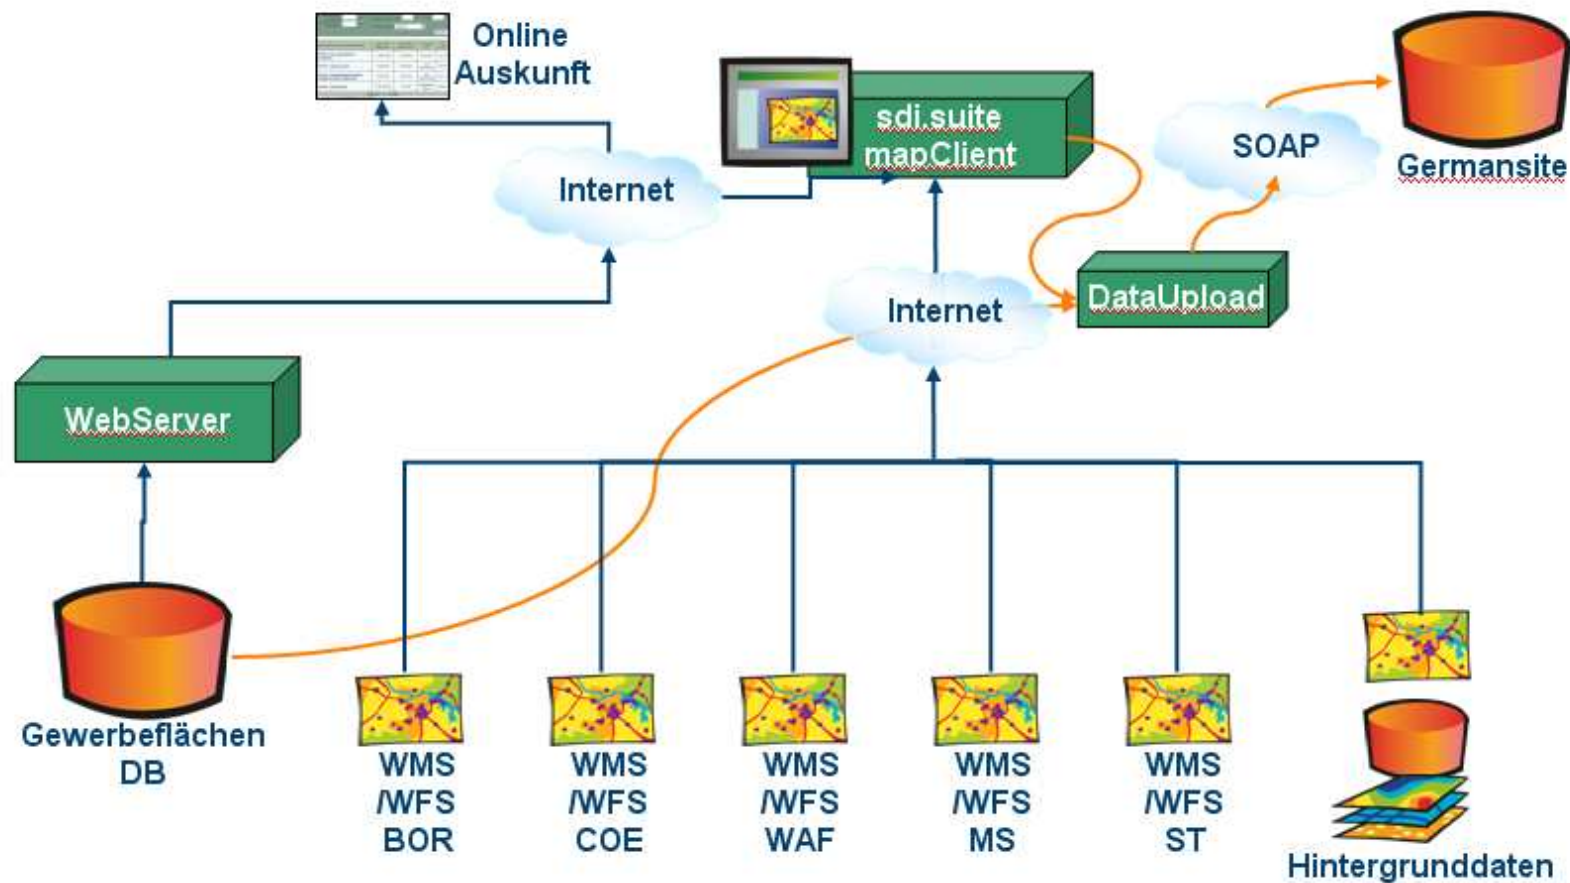 Online
Auskunft
sdi.suite
mapClient
SOAP
Germansite
Internet
Internet
DataUpload
WebServer
Gewerbeflächen
DB
WMS
/WFS
BOR
WMS
/WFS
COE
WMS
/WFS
WAF
WMS
/WFS
MS
WMS
/WFS
ST
Hintergrunddaten